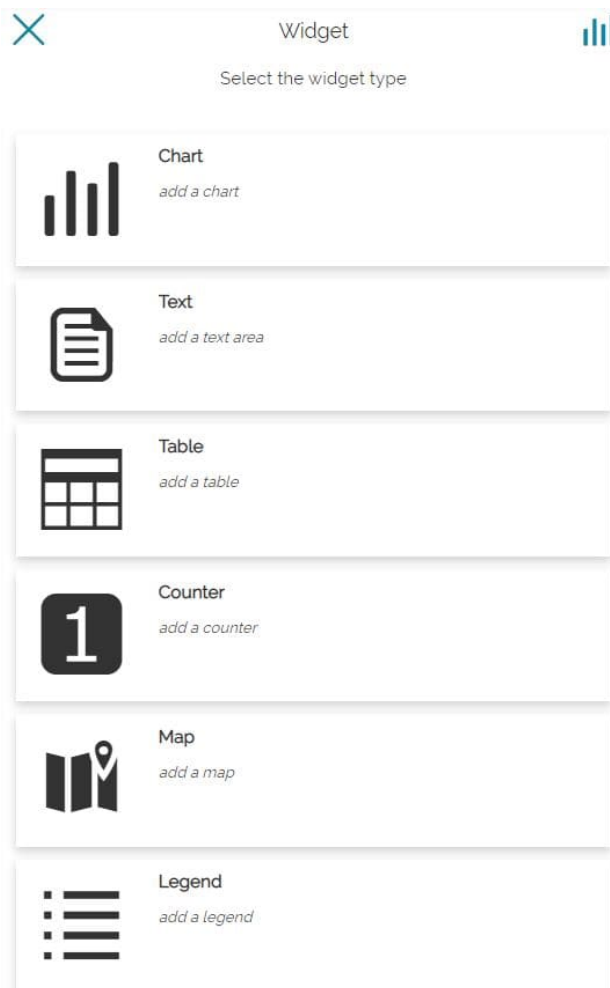 Widget
Select the widget type
Chart
add a chart
Text
add a text area
Table
add a table
1
Counter
add a counter
Map
add a map
Legend
add a legend